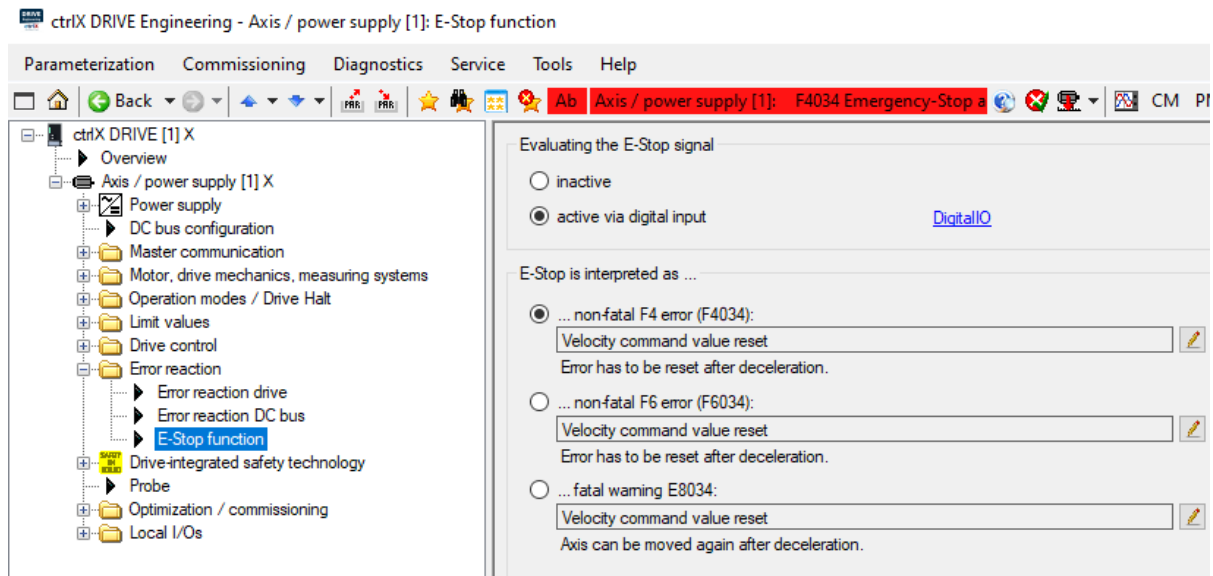 ctrlX DRIVE Engineering - Axis / power supply [1]: E-Stop function
Parameterization Commissioning Diagnostics Service Tools Help
Back PAR PAR Ab Axis / power supply [1]: F4034 Emergency-Stop a CM
ctrlX DRIVE [1] X
Overview
Axis / power supply [1] X
Power supply
DC bus configuration
Master communication
Motor, drive mechanics, measuring systems
Operation modes / Drive Halt
Limit values
Drive control
Error reaction
Error reaction drive
Error reaction DC bus
E-Stop function
Drive-integrated safety technology
Probe
Optimization / commissioning
Local I/Os
Evaluating the E-Stop signal
inactive
active via digital input DigitalIO
E-Stop is interpreted as ...
... non-fatal F4 error (F4034):
Velocity command value reset
Error has to be reset after deceleration.
... non-fatal F6 error (F6034):
Velocity command value reset
Error has to be reset after deceleration.
... fatal warning E8034:
Velocity command value reset
Axis can be moved again after deceleration.